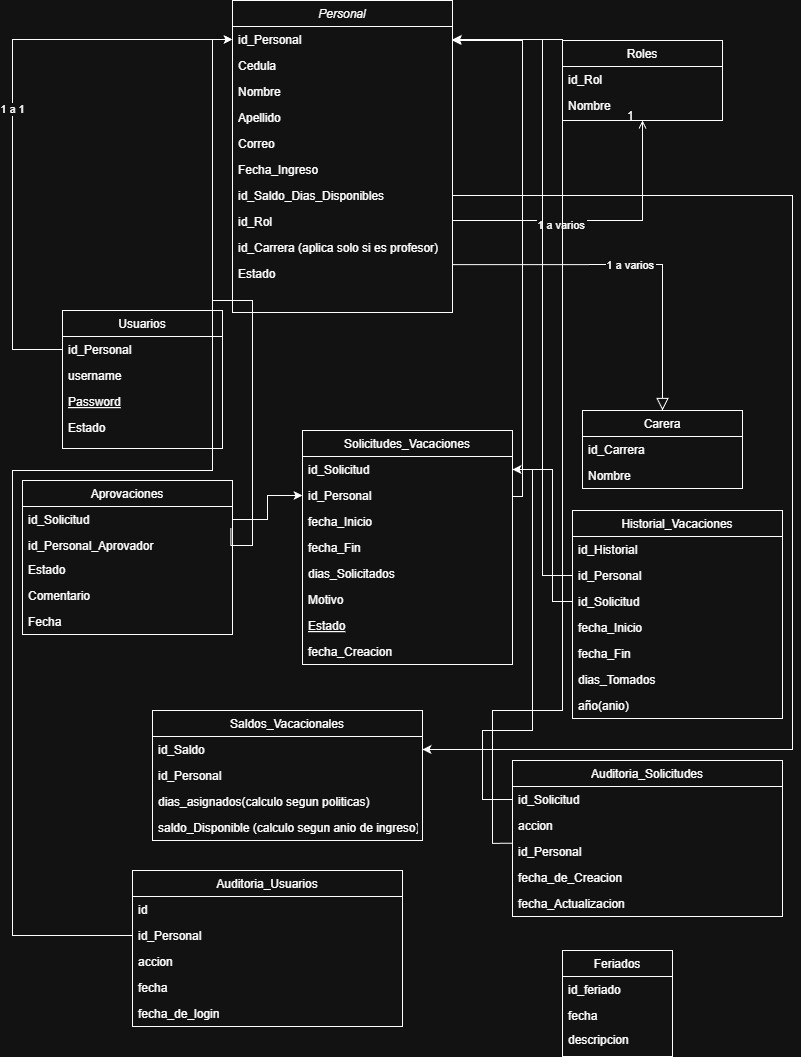 Personal
id_Personal
Cedula
Nombre
Apellido
Correo
Fecha_Ingreso
id_Saldo_Dias_Disponibles
id_Rol
id_Carrera (aplica solo si es profesor)
Estado
Roles
id_Rol
Nombre
1
1 a 1
1 a varios
1 a varios
Usuarios
id_Personal
username
Password
Estado
Carera
id_Carrera
Nombre
Solicitudes_Vacaciones
id_Solicitud
id_Personal
fecha_Inicio
fecha_Fin
dias_Solicitados
Motivo
Estado
fecha_Creacion
Aprovaciones
id_Solicitud
id_Personal_Aprovador
Estado
Comentario
Fecha
Historial_Vacaciones
id_Historial
id_Personal
id_Solicitud
fecha_Inicio
fecha_Fin
dias_Tomados
año(anio)
Saldos_Vacacionales
id_Saldo
id_Personal
dias_asignados(calculo segun politicas)
saldo_Disponible (calculo segun anio de ingreso)
Auditoria_Solicitudes
id_Solicitud
accion
id_Personal
fecha_de_Creacion
fecha_Actualizacion
Auditoria_Usuarios
id
id_Personal
accion
fecha
fecha_de_login
Feriados
id_feriado
fecha
descripcion